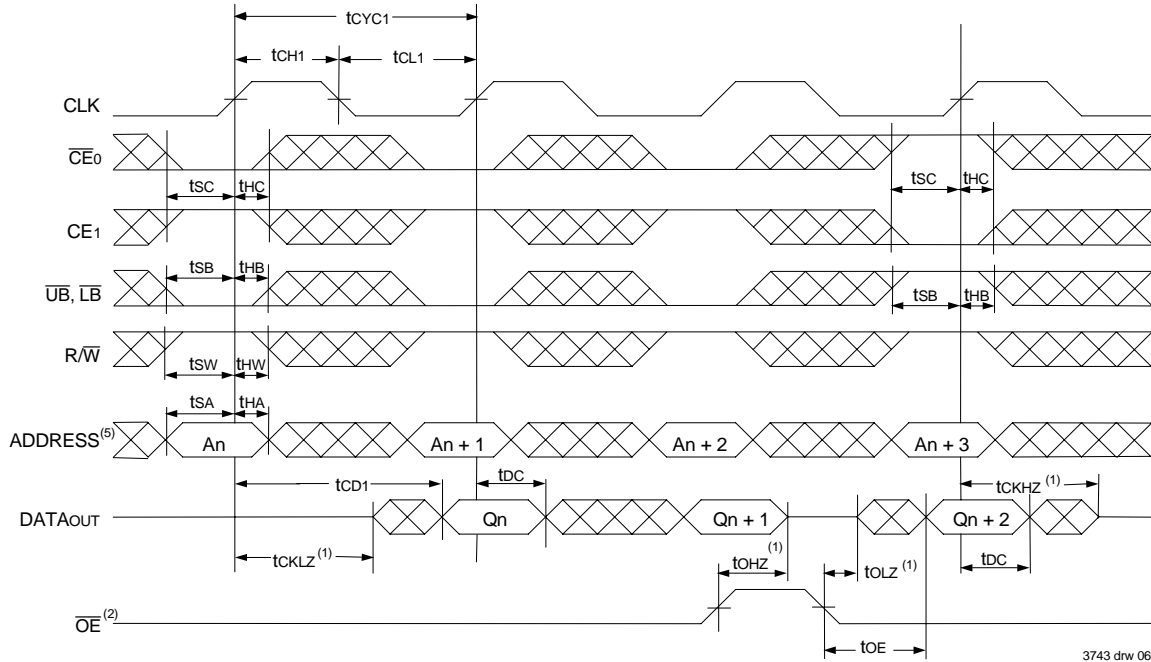 tCYC1
tCH1 tCL1
CLK
CE0
tSC tHC tSC tHC
CE1
tSB tHB
UB, LB
tSB tHB
R/W
tSW tHW
tSA tHA
ADDRESS(5) An An + 1 An + 2 An + 3
tCD1 tDC tCKHZ (1)
DATAOUT Qn Qn + 1 Qn + 2
tCKLZ (1) tOHZ (1) tOLZ (1) tDC
OE (2)
tOE
3743 drw 06